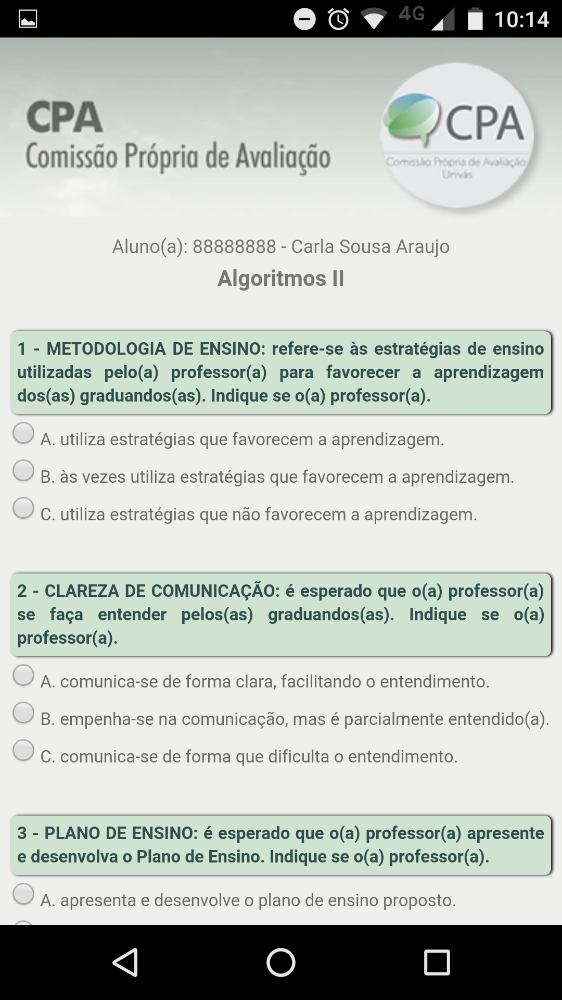 4G 10:14
CPA
Comissão Própria de Avaliação
CPA
Comissão Própria de Avaliação
Univás
Aluno(a): 88888888 - Carla Sousa Araujo
Algoritmos II
1 - METODOLOGIA DE ENSINO: refere-se às estratégias de ensino
utilizadas pelo(a) professor(a) para favorecer a aprendizagem
dos(as) graduandos(as). Indique se o(a) professor(a).
A. utiliza estratégias que favorecem a aprendizagem.
B. às vezes utiliza estratégias que favorecem a aprendizagem.
C. utiliza estratégias que não favorecem a aprendizagem.
2 - CLAREZA DE COMUNICAÇÃO: é esperado que o(a) professor(a)
se faça entender pelos(as) graduandos(as). Indique se o(a)
professor(a).
A. comunica-se de forma clara, facilitando o entendimento.
B. empenha-se na comunicação, mas é parcialmente entendido(a).
C. comunica-se de forma que dificulta o entendimento.
3 - PLANO DE ENSINO: é esperado que o(a) professor(a) apresente
e desenvolva o Plano de Ensino. Indique se o(a) professor(a).
A. apresenta e desenvolve o plano de ensino proposto.